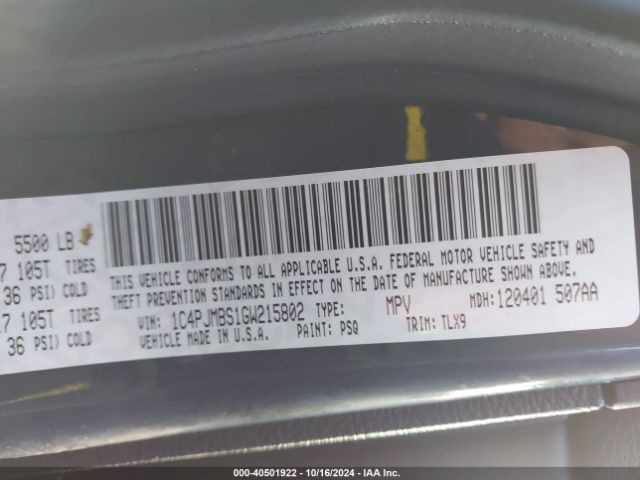 5500 LB
7 105T TIRES
36 PSI) COLD
17 105T TIRES
36 PSI) COLD
THIS VEHICLE CONFORMS TO ALL APPLICABLE U.S.A. FEDERAL MOTOR VEHICLE SAFETY AND
THEFT PREVENTION STANDARDS IN EFFECT ON THE DATE OF MANUFACTURE SHOWN ABOVE.
VIN: 1C4PJMBS1GW215802 TYPE: MPV MDH:120401 507AA
VEHICLE MADE IN U.S.A. PAINT: PSQ TRIM: TLX9
000-40501922 - 10/16/2024 - IAA Inc.